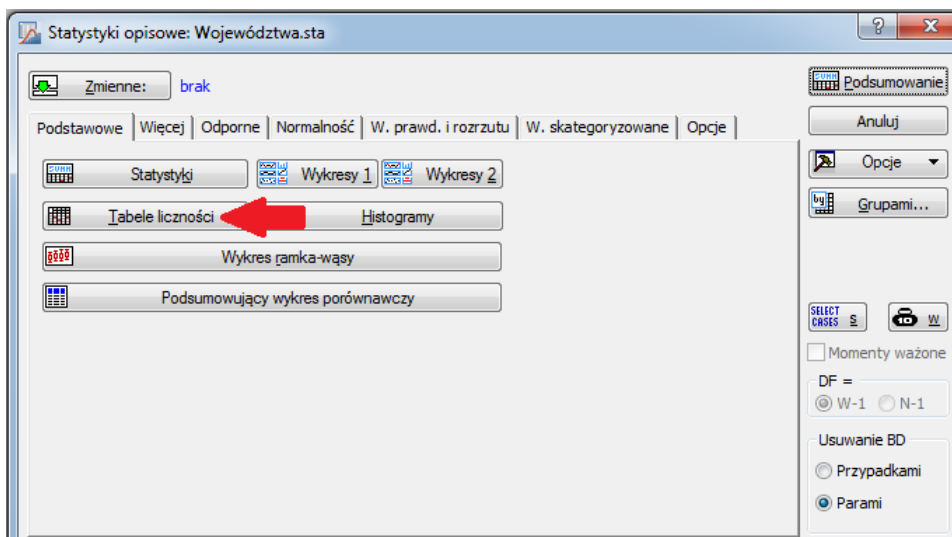 Statystyki opisowe: Województwa.sta
Zmienne: brak
Podstawowe Więcej Odporne Normalność W. prawd. i rozrzutu W. skategoryzowane Opcje
Statystyki Wykresy 1 Wykresy 2
Tabele liczności Histogramy
Wykres ramka-wąsy
Podsumowujący wykres porównawczy
SUMM Podsumowanie
Anuluj
Opcje
by Grupami...
SELECT CASES S W
Momenty ważone
DF =
W-1 N-1
Usuwanie BD
Przypadkami
Parami